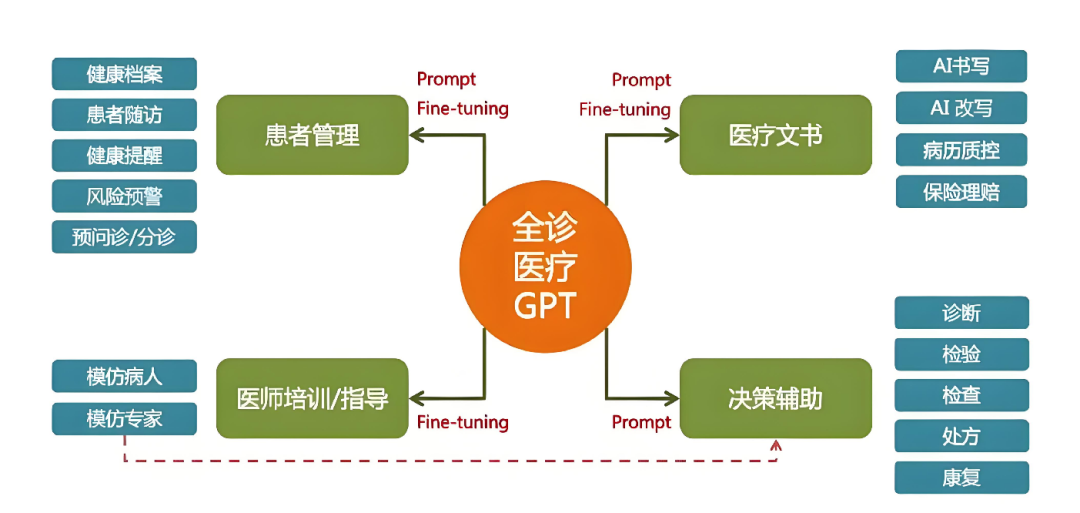 健康档案
患者随访
健康提醒
风险预警
预问诊/分诊
患者管理
Prompt
Fine-tuning
Prompt
Fine-tuning
医疗文书
AI书写
AI 改写
病历质控
保险理赔
全诊
医疗
GPT
模仿病人
模仿专家
医师培训/指导
Fine-tuning
Prompt
决策辅助
诊断
检验
检查
处方
康复